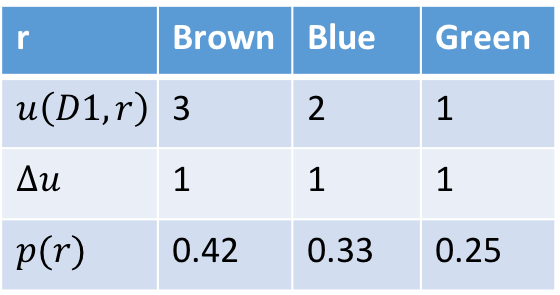 r Brown Blue Green
u(D1, r) 3 2 1
Δu 1 1 1
p(r) 0.42 0.33 0.25